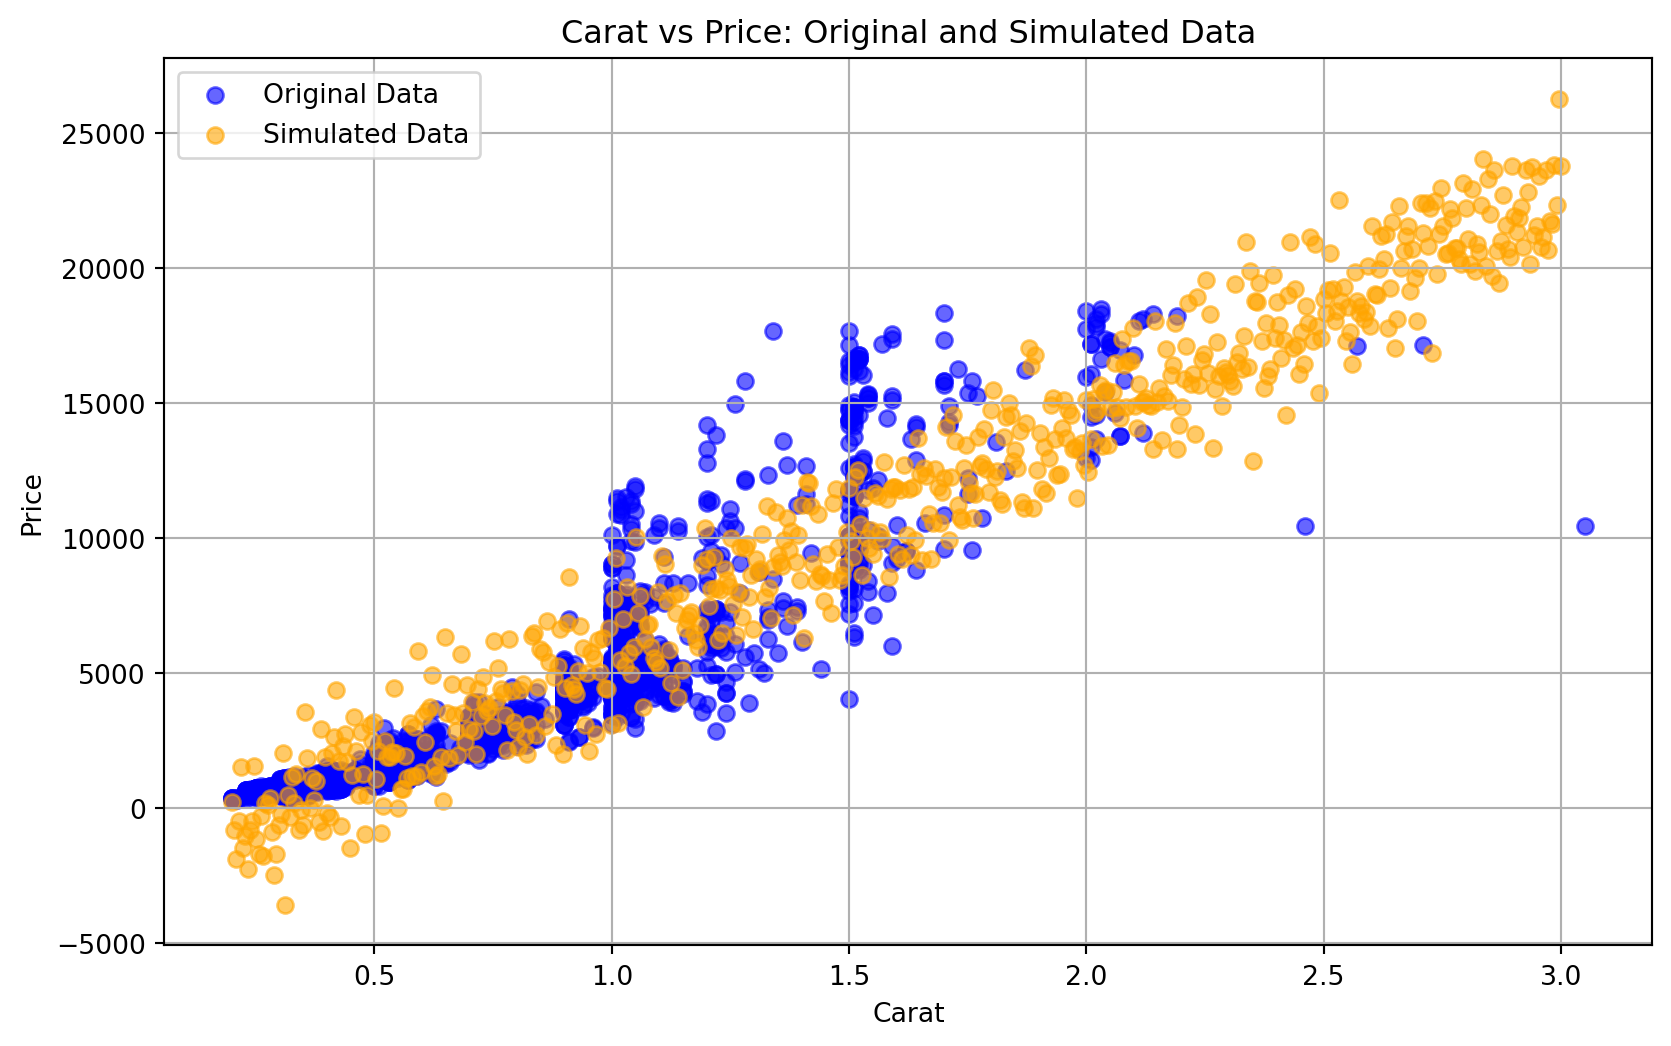 Carat vs Price: Original and Simulated Data
Original Data
Simulated Data
25000
20000
15000
10000
5000
0
−5000
Price
0.5 1.0 1.5 2.0 2.5 3.0
Carat